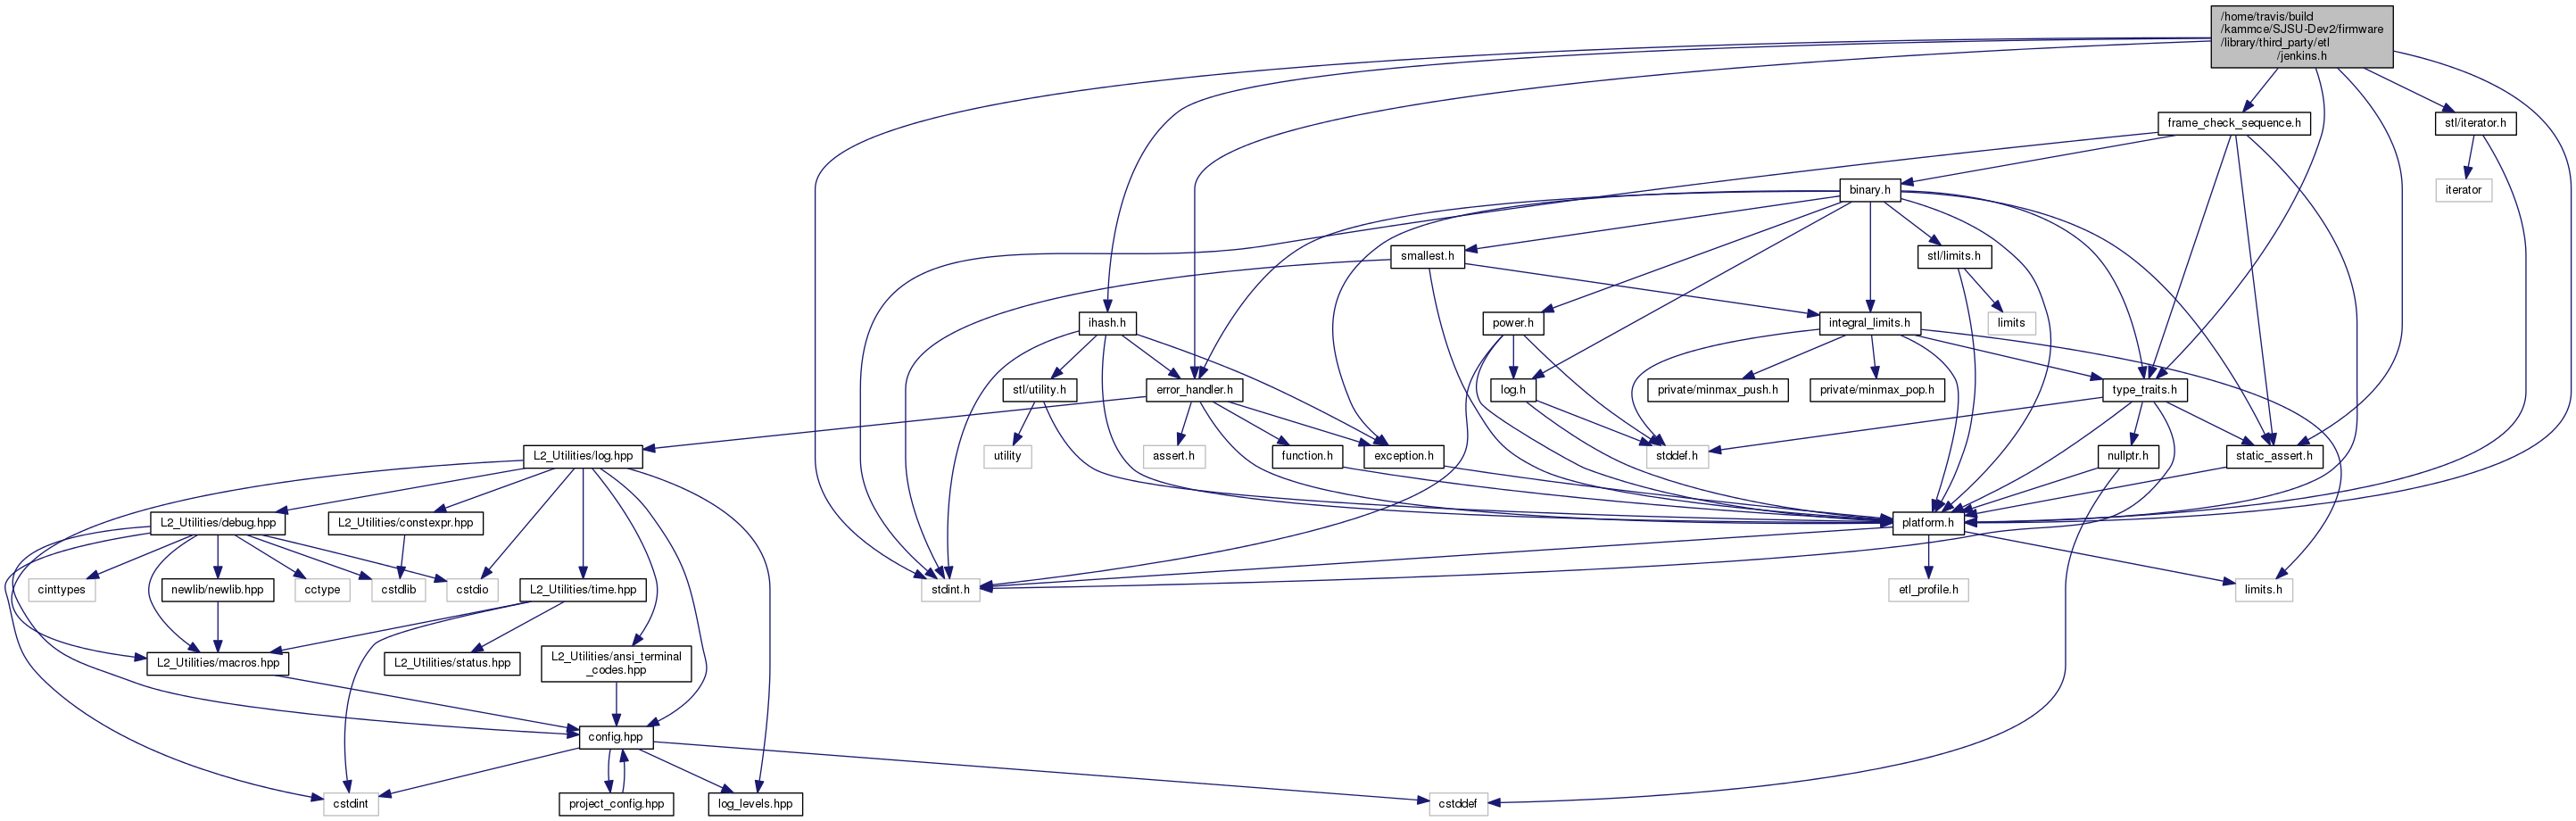 /home/travis/build
/kammce/SJSU-Dev2/firmware
/library/third_party/etl
/jenkins.h
frame_check_sequence.h
stl/iterator.h
binary.h
iterator
smallest.h
stl/limits.h
ihash.h
power.h
integral_limits.h
limits
stl/utility.h
error_handler.h
log.h
private/minmax_push.h
private/minmax_pop.h
type_traits.h
L2_Utilities/log.hpp
utility
assert.h
function.h
exception.h
stddef.h
nullptr.h
static_assert.h
L2_Utilities/debug.hpp
L2_Utilities/constexpr.hpp
platform.h
cinttypes
newlib/newlib.hpp
cctype
cstdlib
cstdio
L2_Utilities/time.hpp
stdint.h
etl_profile.h
limits.h
L2_Utilities/macros.hpp
L2_Utilities/status.hpp
L2_Utilities/ansi_terminal
_codes.hpp
config.hpp
cstdint
project_config.hpp
log_levels.hpp
cstddef